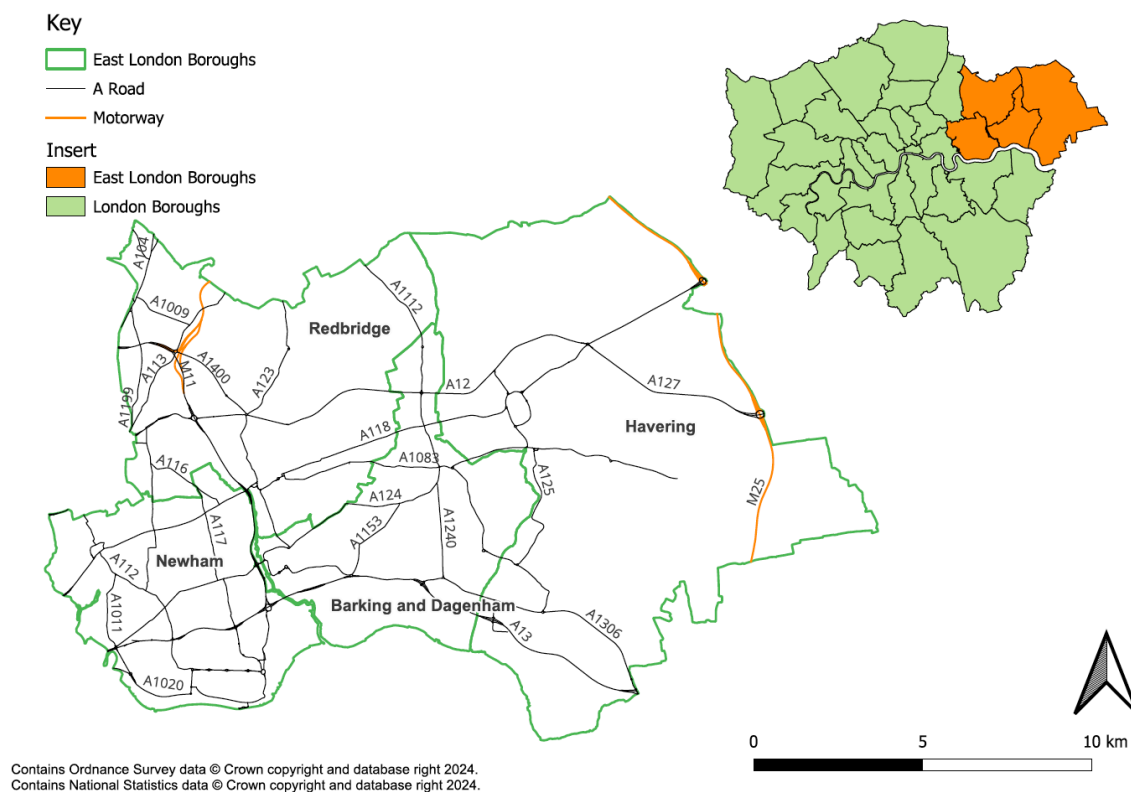 Key
East London Boroughs
A Road
Motorway
Insert
East London Boroughs
London Boroughs
A104
A1009
A1112
Redbridge
A113
M11
A1400
A123
A1199
A12
A127
A118
Havering
A1083
A116
A125
A124
M25
A117
A1153
A1240
Newham
A112
Barking and Dagenham
A1011
A1306
A13
A1020
0 5 10 km
Contains Ordnance Survey data © Crown copyright and database right 2024.
Contains National Statistics data © Crown copyright and database right 2024.